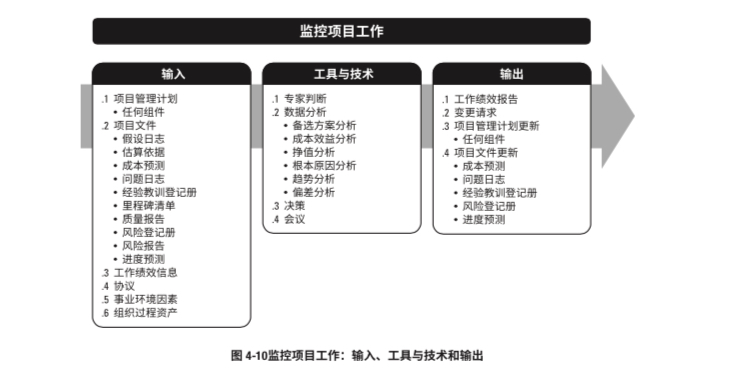 监控项目工作
输入
.1 项目管理计划
• 任何组件
.2 项目文件
• 假设日志
• 估算依据
• 成本预测
• 问题日志
• 经验教训登记册
• 里程碑清单
• 质量报告
• 风险登记册
• 风险报告
• 进度预测
.3 工作绩效信息
.4 协议
.5 事业环境因素
.6 组织过程资产
工具与技术
.1 专家判断
.2 数据分析
• 备选方案分析
• 成本效益分析
• 挣值分析
• 根本原因分析
• 趋势分析
• 偏差分析
.3 决策
.4 会议
输出
.1 工作绩效报告
.2 变更请求
.3 项目管理计划更新
• 任何组件
.4 项目文件更新
• 成本预测
• 问题日志
• 经验教训登记册
• 风险登记册
• 进度预测
图 4-10监控项目工作：输入、工具与技术和输出